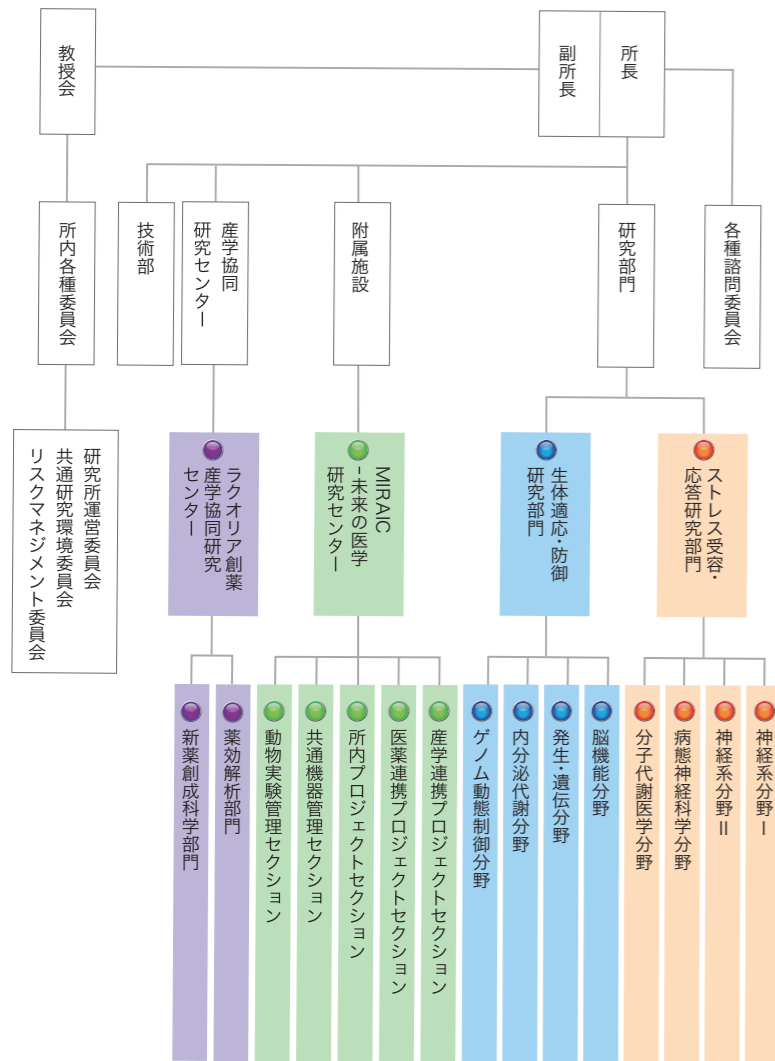 所長
副所長
教授会
各種諮問委員会
研究部門
附属施設
産学協同
研究センター
技術部
所内各種委員会
ストレス受容・
応答研究部門
生体適応・防御
研究部門
MIRAIC
-未来の医学
研究センター
ラクオリア創薬
産学協同研究
センター
研究所運営委員会
共通研究環境委員会
リスクマネジメント委員会
神経系分野 I
神経系分野 II
病態神経科学分野
分子代謝医学分野
脳機能分野
発生・遺伝分野
内分泌代謝分野
ゲノム動態制御分野
産学連携プロジェクトセクション
医薬連携プロジェクトセクション
所内プロジェクトセクション
共通機器管理セクション
動物実験管理セクション
薬効解析部門
新薬創成科学部門